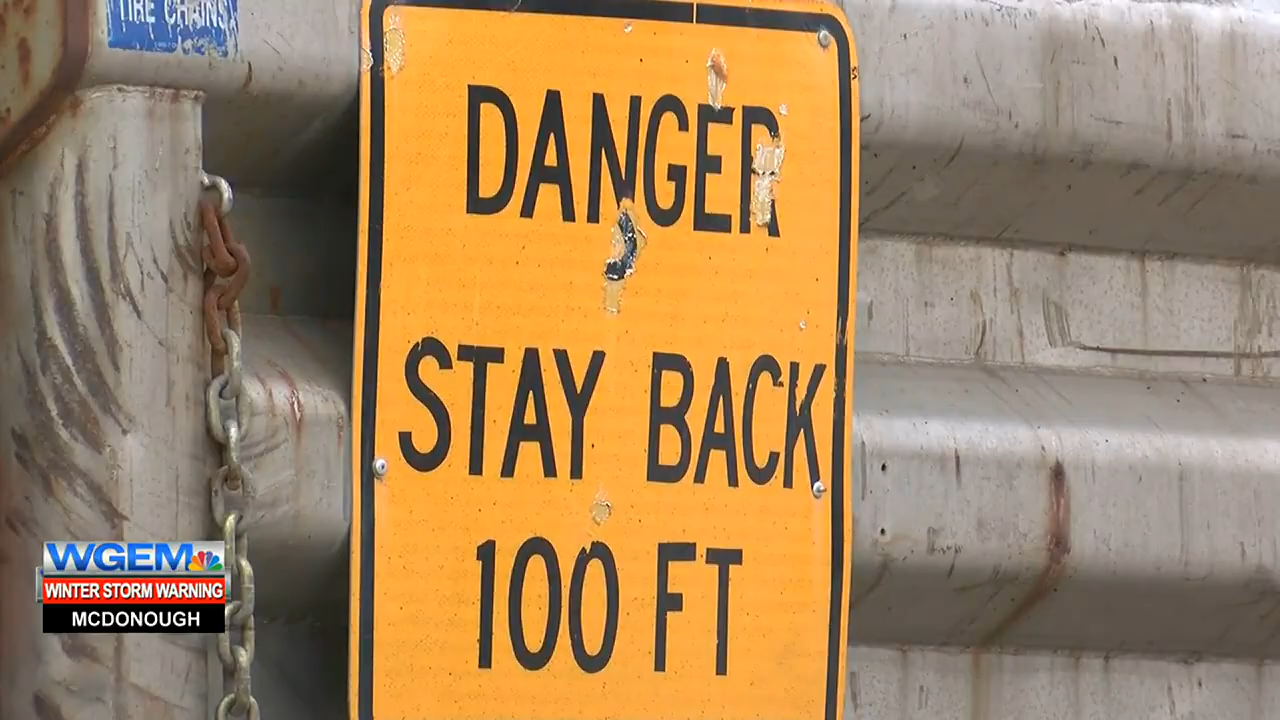 TIRE CHAINS
DANGER
STAY BACK
100 FT
WGEM
WINTER STORM WARNING
MCDONOUGH